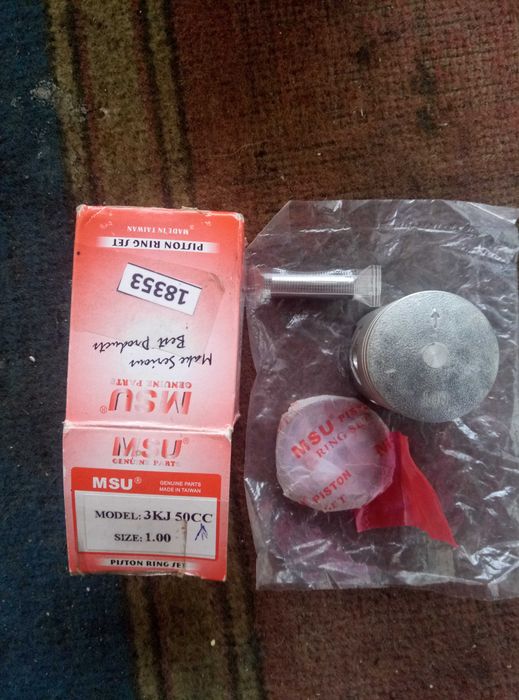 MADE IN TAIWAN
PISTON RING SET
18353
Make Serious
Best Products
MSU®
GENUINE PARTS
MSU®
GENUINE PARTS
MSU®
GENUINE PARTS
MADE IN TAIWAN
MODEL: 3KJ 50CC
SIZE: 1.00
PISTON RING SET
MSU PISTON
RING SET
PISTON